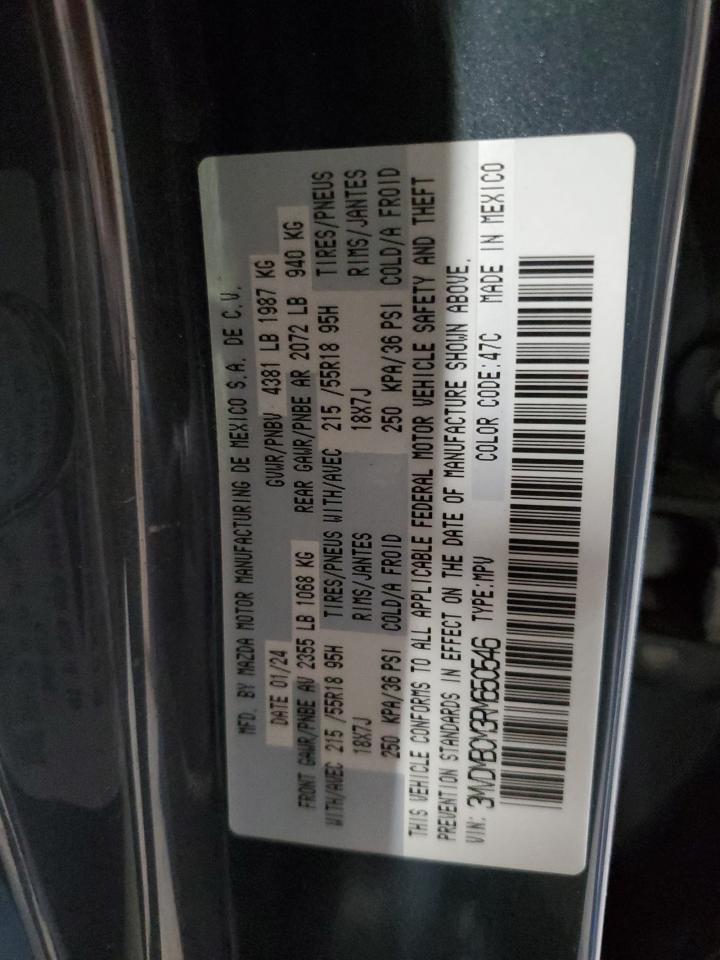 MFD. BY MAZDA MOTOR MANUFACTURING DE MEXICO S.A. DE C.V.
DATE 01/24 GVWR/PNBV 4381 LB 1987 KG
FRONT GAWR/PNBE AV 2355 LB 1068 KG REAR GAWR/PNBE AR 2072 LB 940 KG
WITH/AVEC 215 /55R18 95H TIRES/PNEUS WITH/AVEC 215 /55R18 95H TIRES/PNEUS
18X7J RIMS/JANTES 18X7J RIMS/JANTES
250 KPA/36 PSI COLD/A FROID 250 KPA/36 PSI COLD/A FROID
THIS VEHICLE CONFORMS TO ALL APPLICABLE FEDERAL MOTOR VEHICLE SAFETY AND THEFT
PREVENTION STANDARDS IN EFFECT ON THE DATE OF MANUFACTURE SHOWN ABOVE.
VIN: TYPE:MPV COLOR CODE:47C MADE IN MEXICO